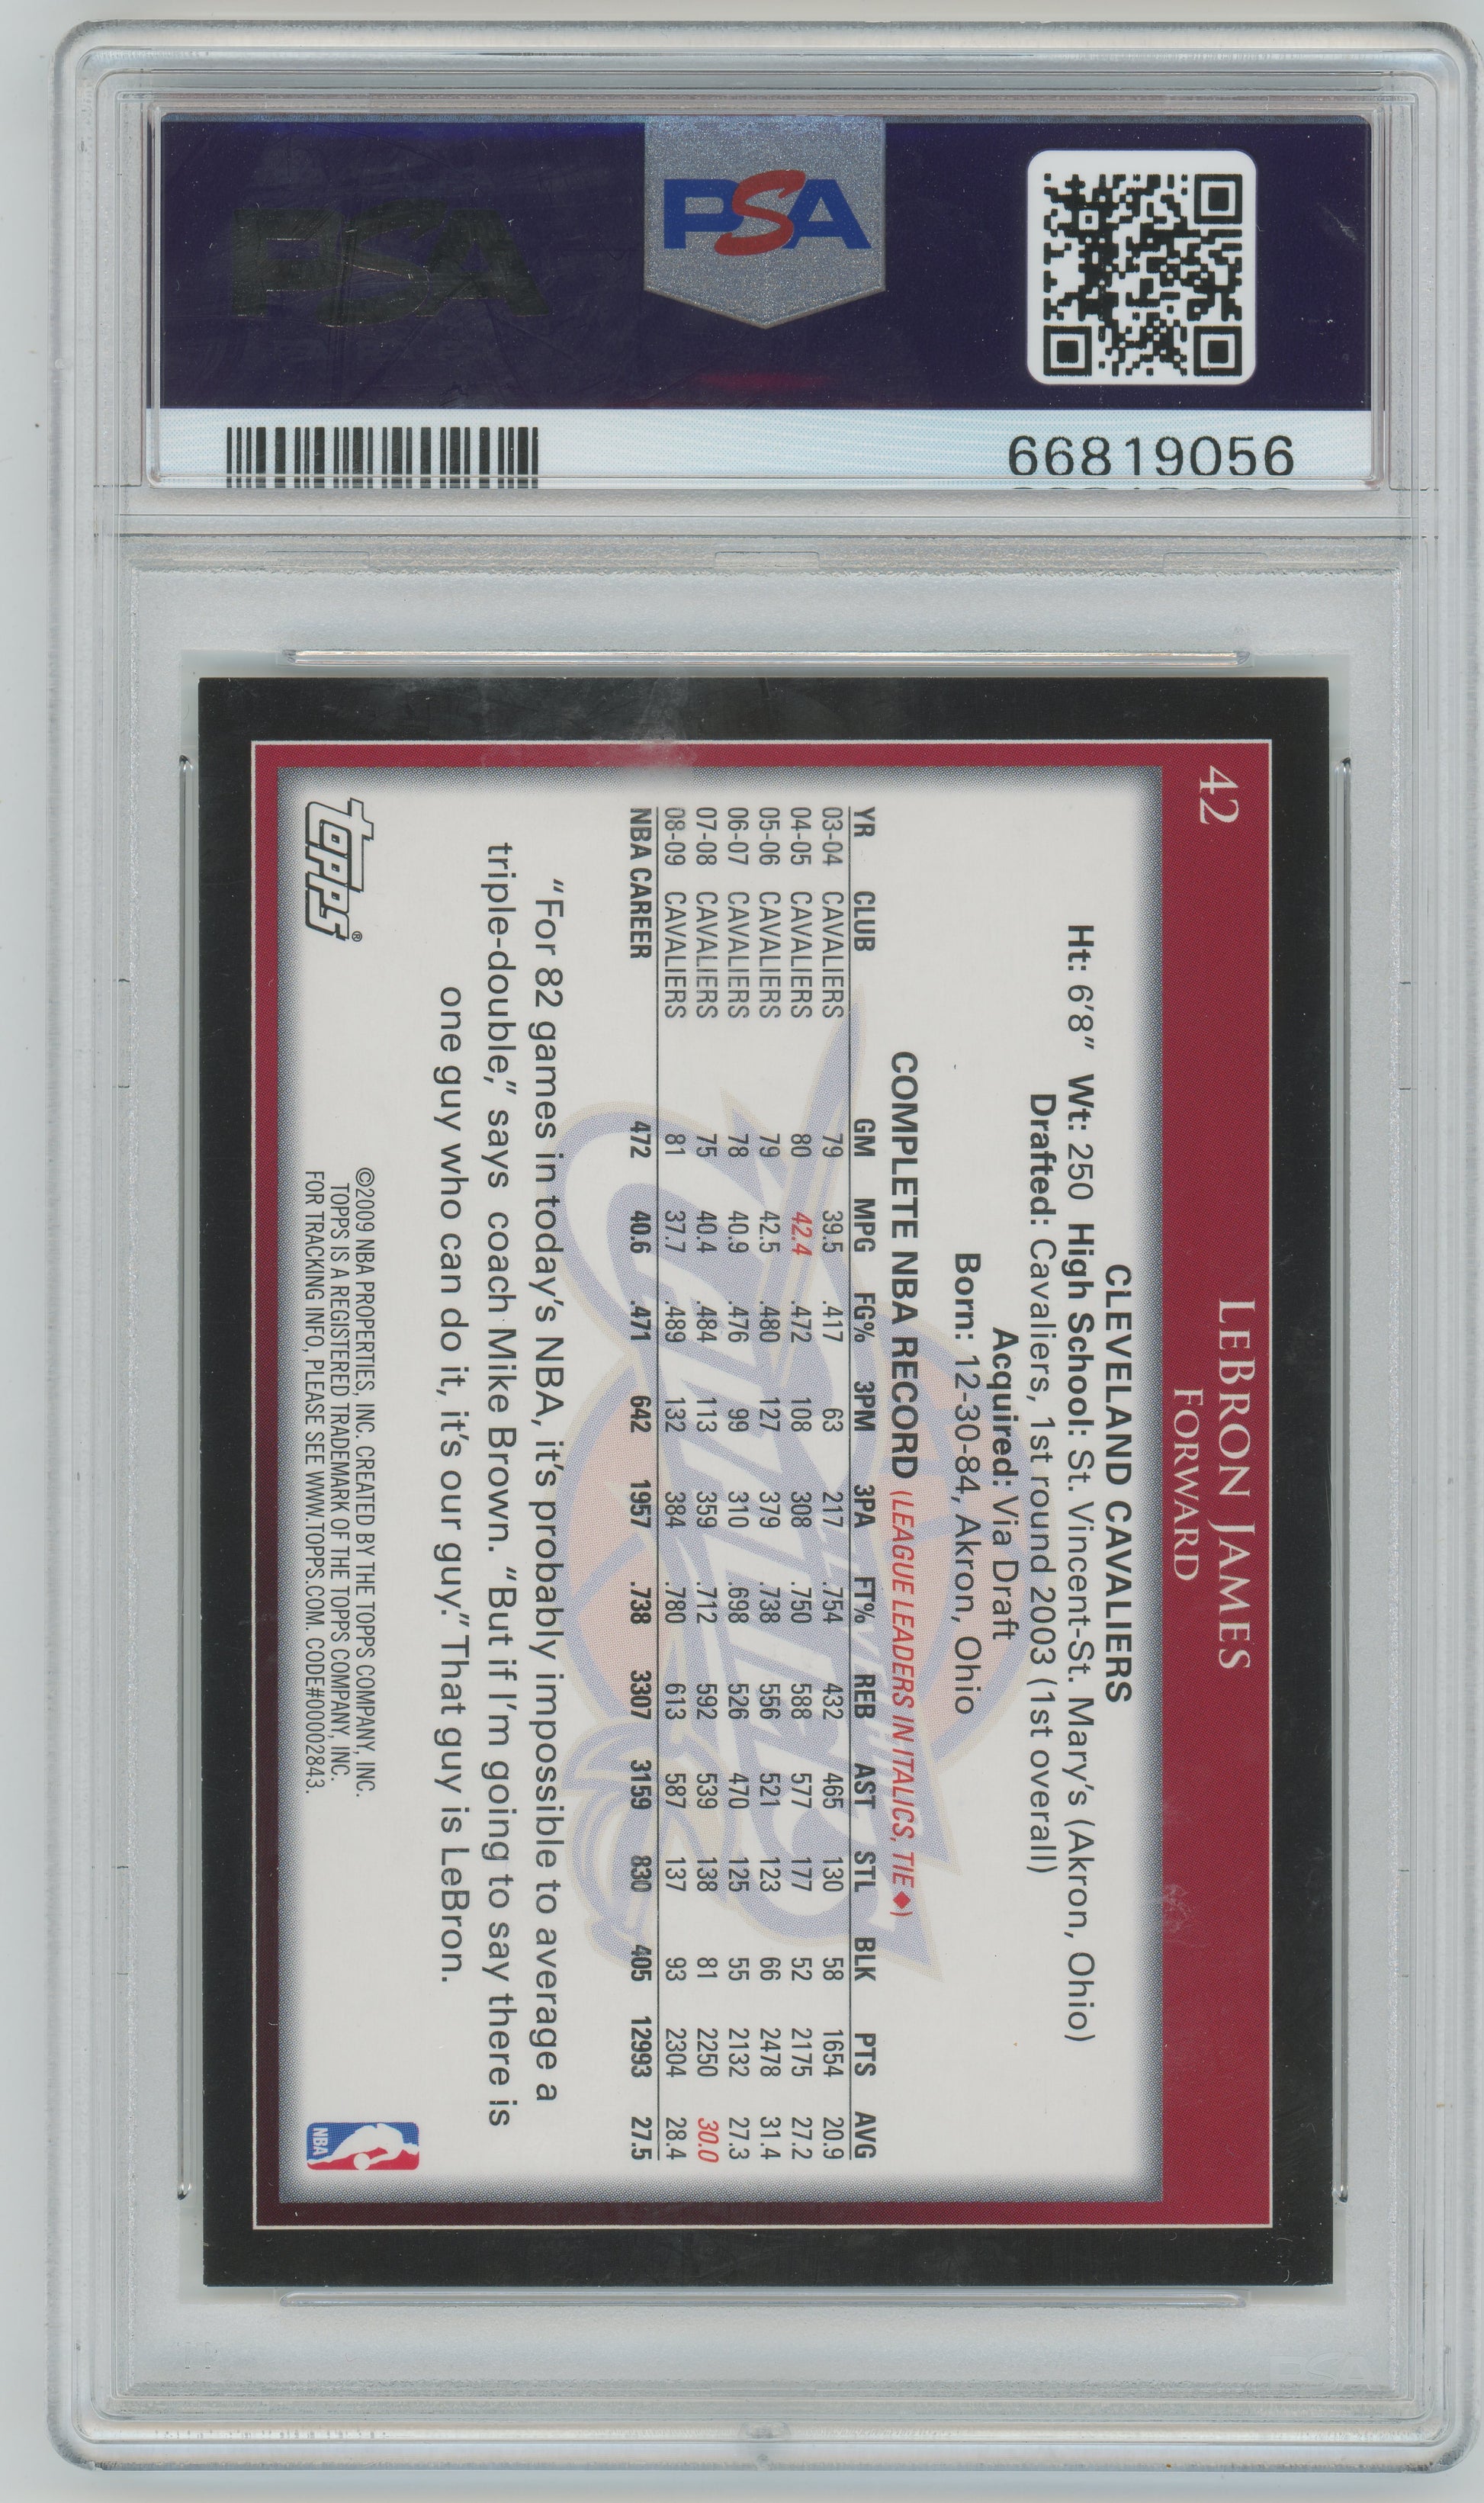 PSA
PSA
66819056
42
LEBRON JAMES
FORWARD
CLEVELAND CAVALIERS
Ht: 6'8" Wt: 250 High School: St. Vincent-St. Mary's (Akron, Ohio)
Drafted: Cavaliers, 1st round 2003 (1st overall)
Acquired: Via Draft
Born: 12-30-84, Akron, Ohio
COMPLETE NBA RECORD (LEAGUE LEADERS IN ITALICS, TIE ◆)
YR CLUB GM MPG FG% 3PM 3PA FT% REB AST STL BLK PTS AVG
03-04 CAVALIERS 79 39.5 .417 63 217 .754 432 465 130 58 1654 20.9
04-05 CAVALIERS 80 42.4 .472 108 308 .750 588 577 177 52 2175 27.2
05-06 CAVALIERS 79 42.5 .480 127 379 .738 556 521 123 66 2478 31.4
06-07 CAVALIERS 78 40.9 .476 99 310 .698 526 470 125 55 2132 27.3
07-08 CAVALIERS 75 40.4 .484 113 359 .712 592 539 138 81 2250 30.0
08-09 CAVALIERS 81 37.7 .489 132 384 .780 613 587 137 93 2304 28.4
NBA CAREER 472 40.6 .471 642 1957 .738 3307 3159 830 405 12993 27.5
"For 82 games in today's NBA, it's probably impossible to average a
triple-double," says coach Mike Brown. "But if I'm going to say there is
one guy who can do it, it's our guy." That guy is LeBron.
topps®
©2009 NBA PROPERTIES, INC. CREATED BY THE TOPPS COMPANY, INC.
TOPPS IS A REGISTERED TRADEMARK OF THE TOPPS COMPANY, INC.
FOR TRACKING INFO, PLEASE SEE WWW.TOPPS.COM. CODE#00002843.
NBA
CAVALIERS
PSA